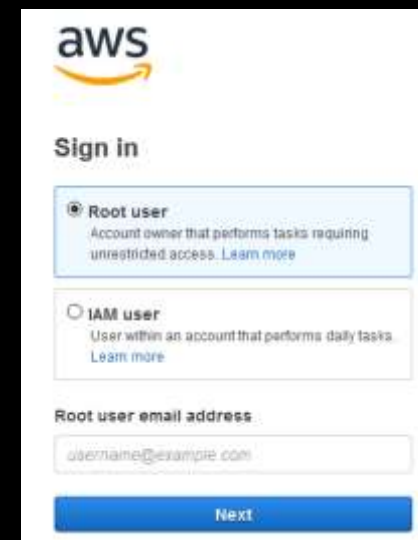 aws
Sign in
Root user
Account owner that performs tasks requiring
unrestricted access. Learn more
IAM user
User within an account that performs daily tasks.
Learn more
Root user email address
username@example.com
Next